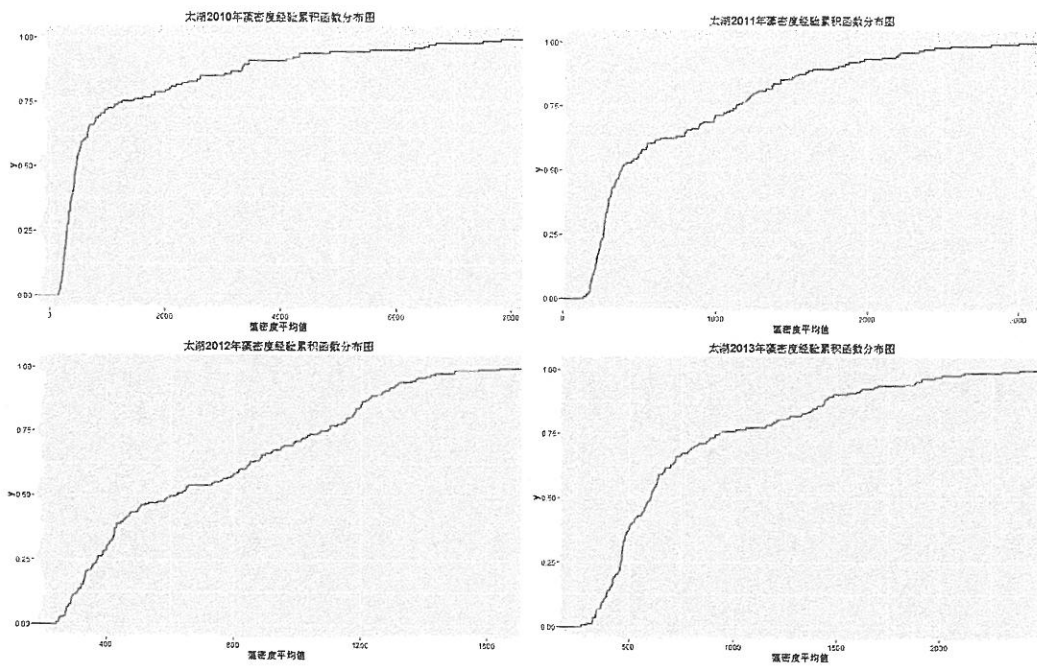 太湖2010年藻密度经验累积函数分布图
1.00
0.75
y
0.50
0.25
0.00
0 2000 4000 6000 8000
藻密度平均值
太湖2011年藻密度经验累积函数分布图
1.00
0.75
y
0.50
0.25
0.00
0 1000 2000 3000
藻密度平均值
太湖2012年藻密度经验累积函数分布图
1.00
0.75
y
0.50
0.25
0.00
400 800 1200 1600
藻密度平均值
太湖2013年藻密度经验累积函数分布图
1.00
0.75
y
0.50
0.25
0.00
500 1000 1500 2000
藻密度平均值